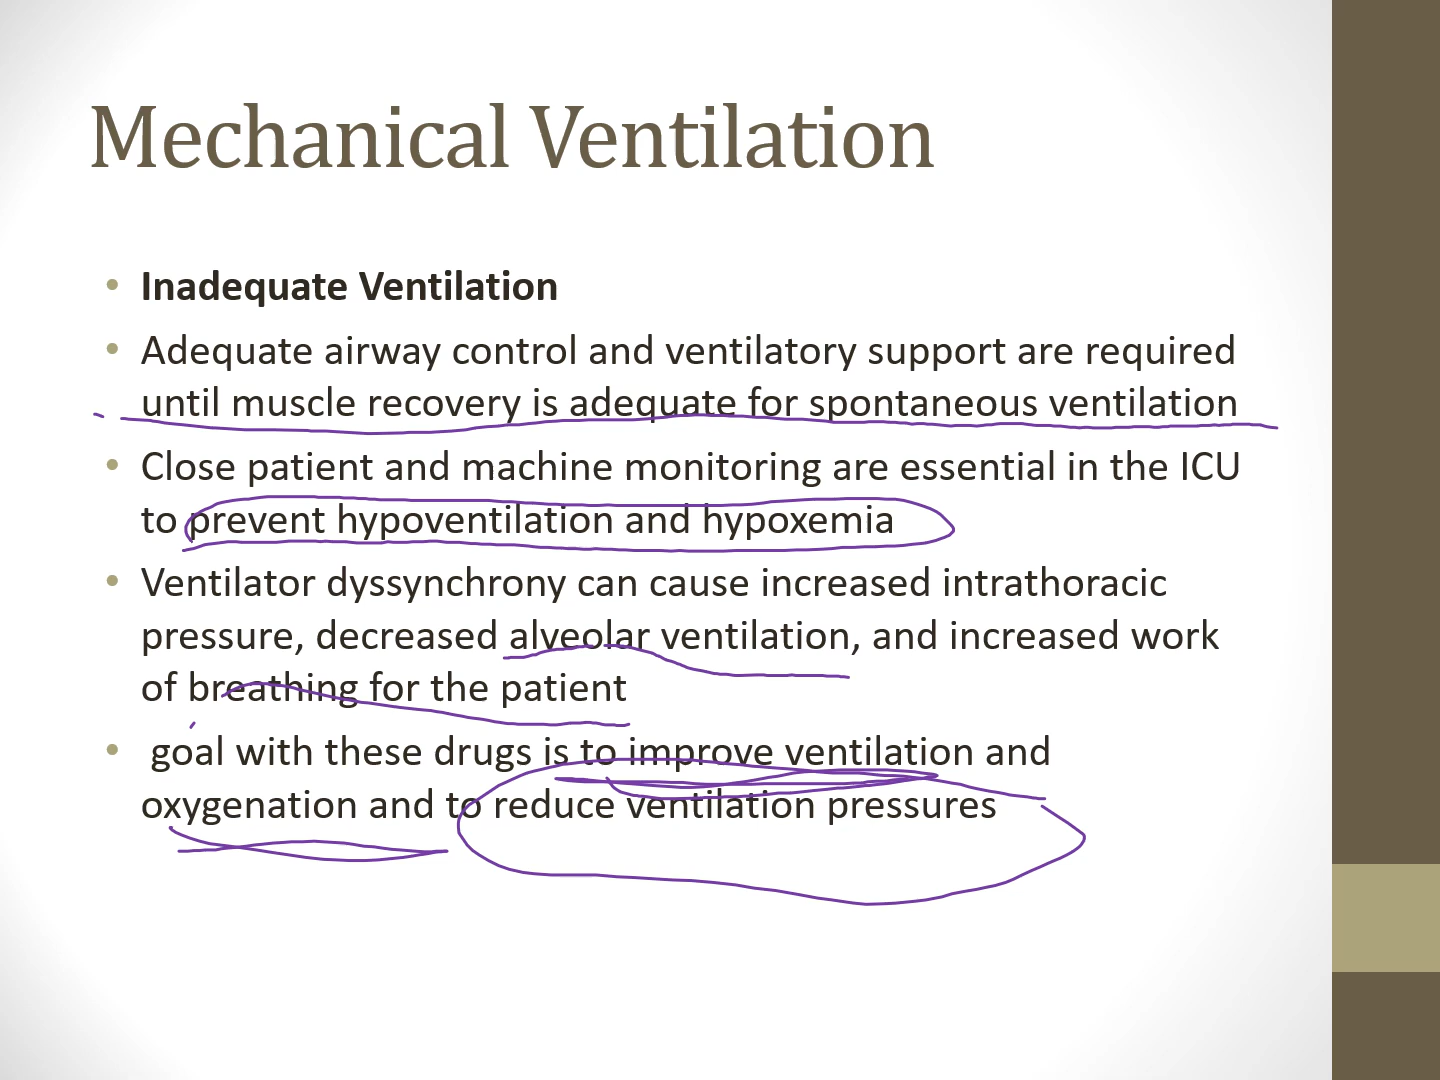 Mechanical Ventilation
• Inadequate Ventilation
• Adequate airway control and ventilatory support are required
until muscle recovery is adequate for spontaneous ventilation
• Close patient and machine monitoring are essential in the ICU
to prevent hypoventilation and hypoxemia
• Ventilator dyssynchrony can cause increased intrathoracic
pressure, decreased alveolar ventilation, and increased work
of breathing for the patient
• goal with these drugs is to improve ventilation and
oxygenation and to reduce ventilation pressures